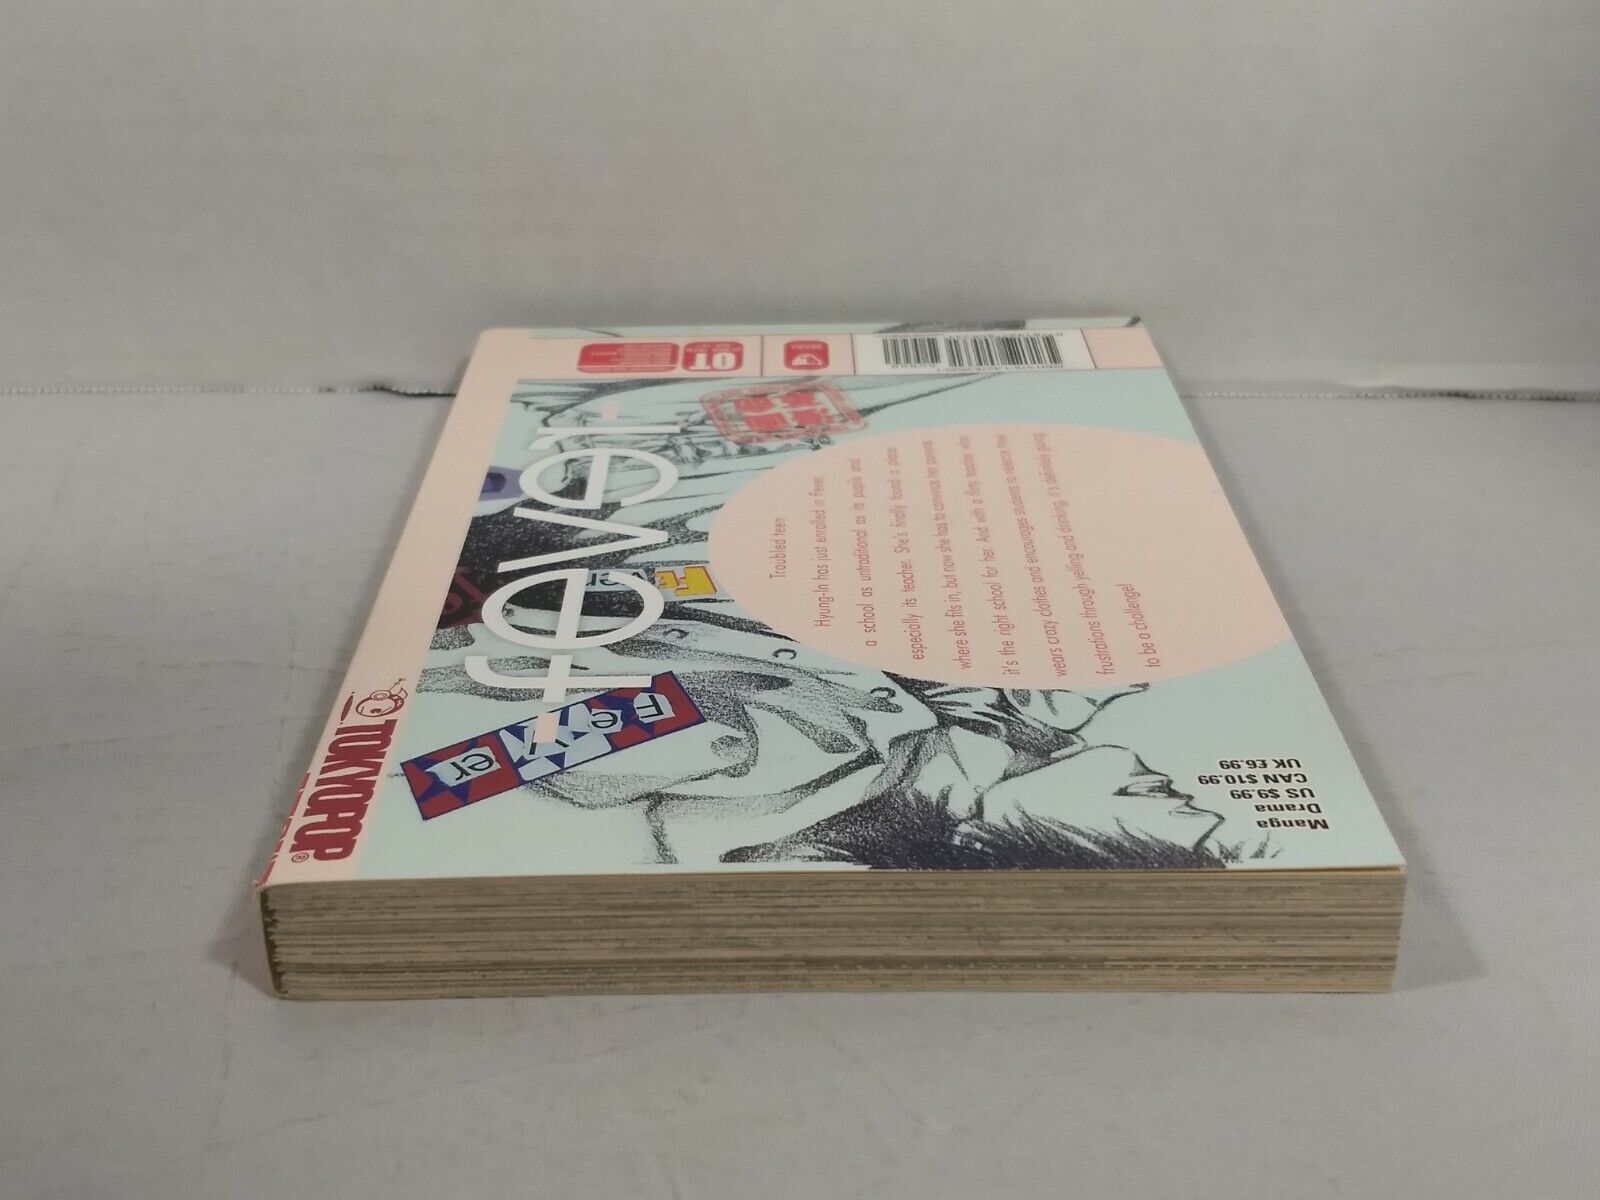 TOKYOPOP®
fever
Fever
Fever
Troubled teen
Hyung-In has just enrolled in Fever,
a school as untraditional as its pupils and
especially its teacher. She's finally found a place
where she fits in, but now she has to convince her parents
it's the right school for her. And with a flirty teacher who
wears crazy clothes and encourages students to release their
frustrations through yelling and drinking, it's definitely going
to be a challenge!
Manga
Drama
US $9.99
CAN $10.99
UK £6.99
DRAMA
OT